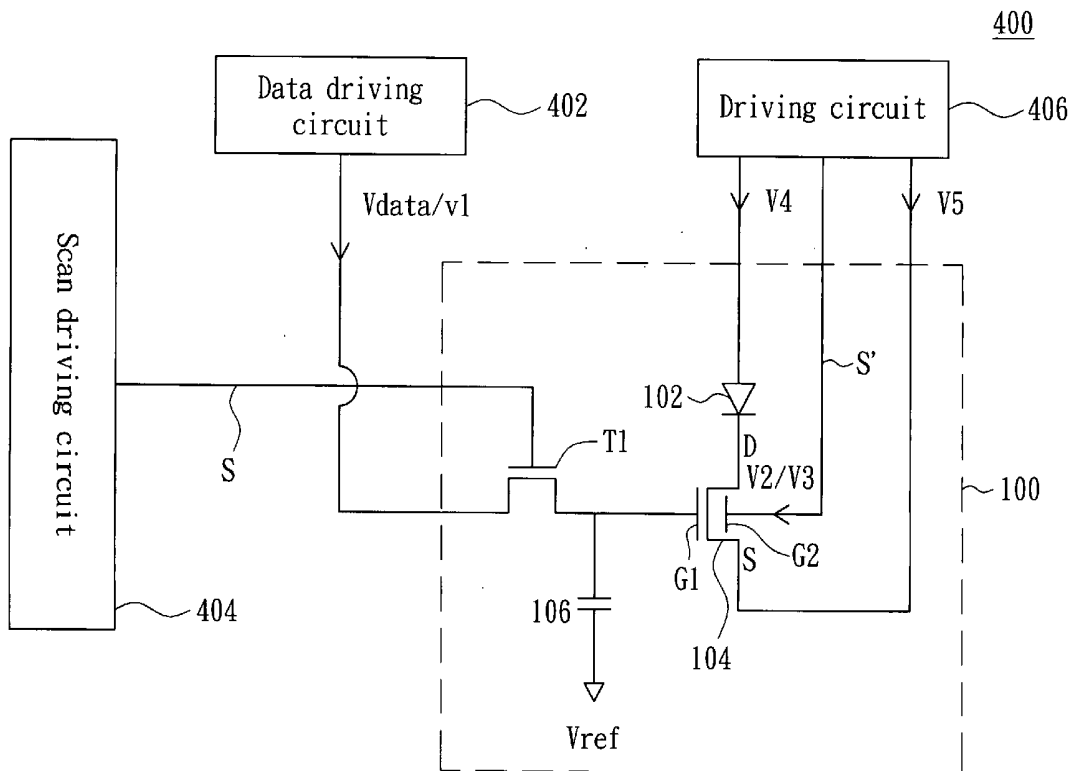 400
Data driving
circuit
402
Driving circuit
406
Vdata/v1
V4
V5
Scan driving circuit
S
T1
102
D
S'
V2/V3
100
G1
S
G2
404
106
104
Vref